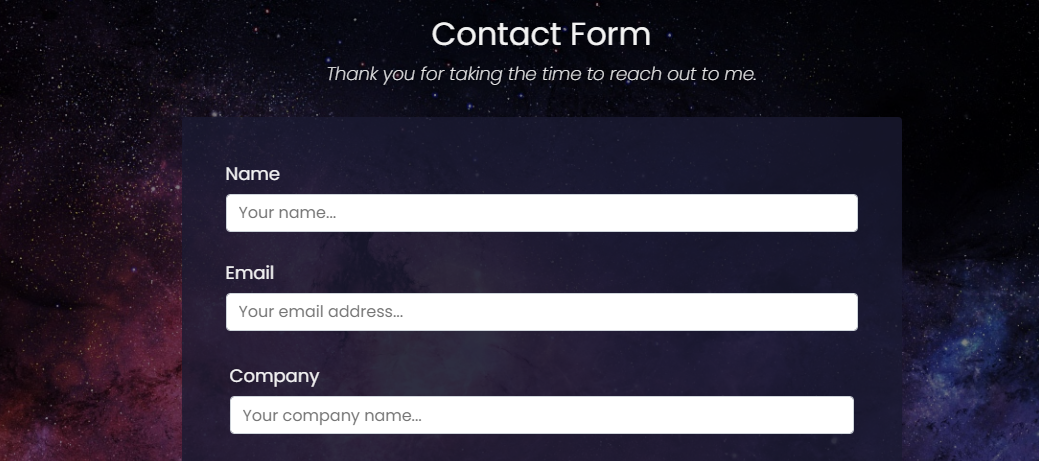 Contact Form
Thank you for taking the time to reach out to me.
Name
Your name...
Email
Your email address...
Company
Your company name...